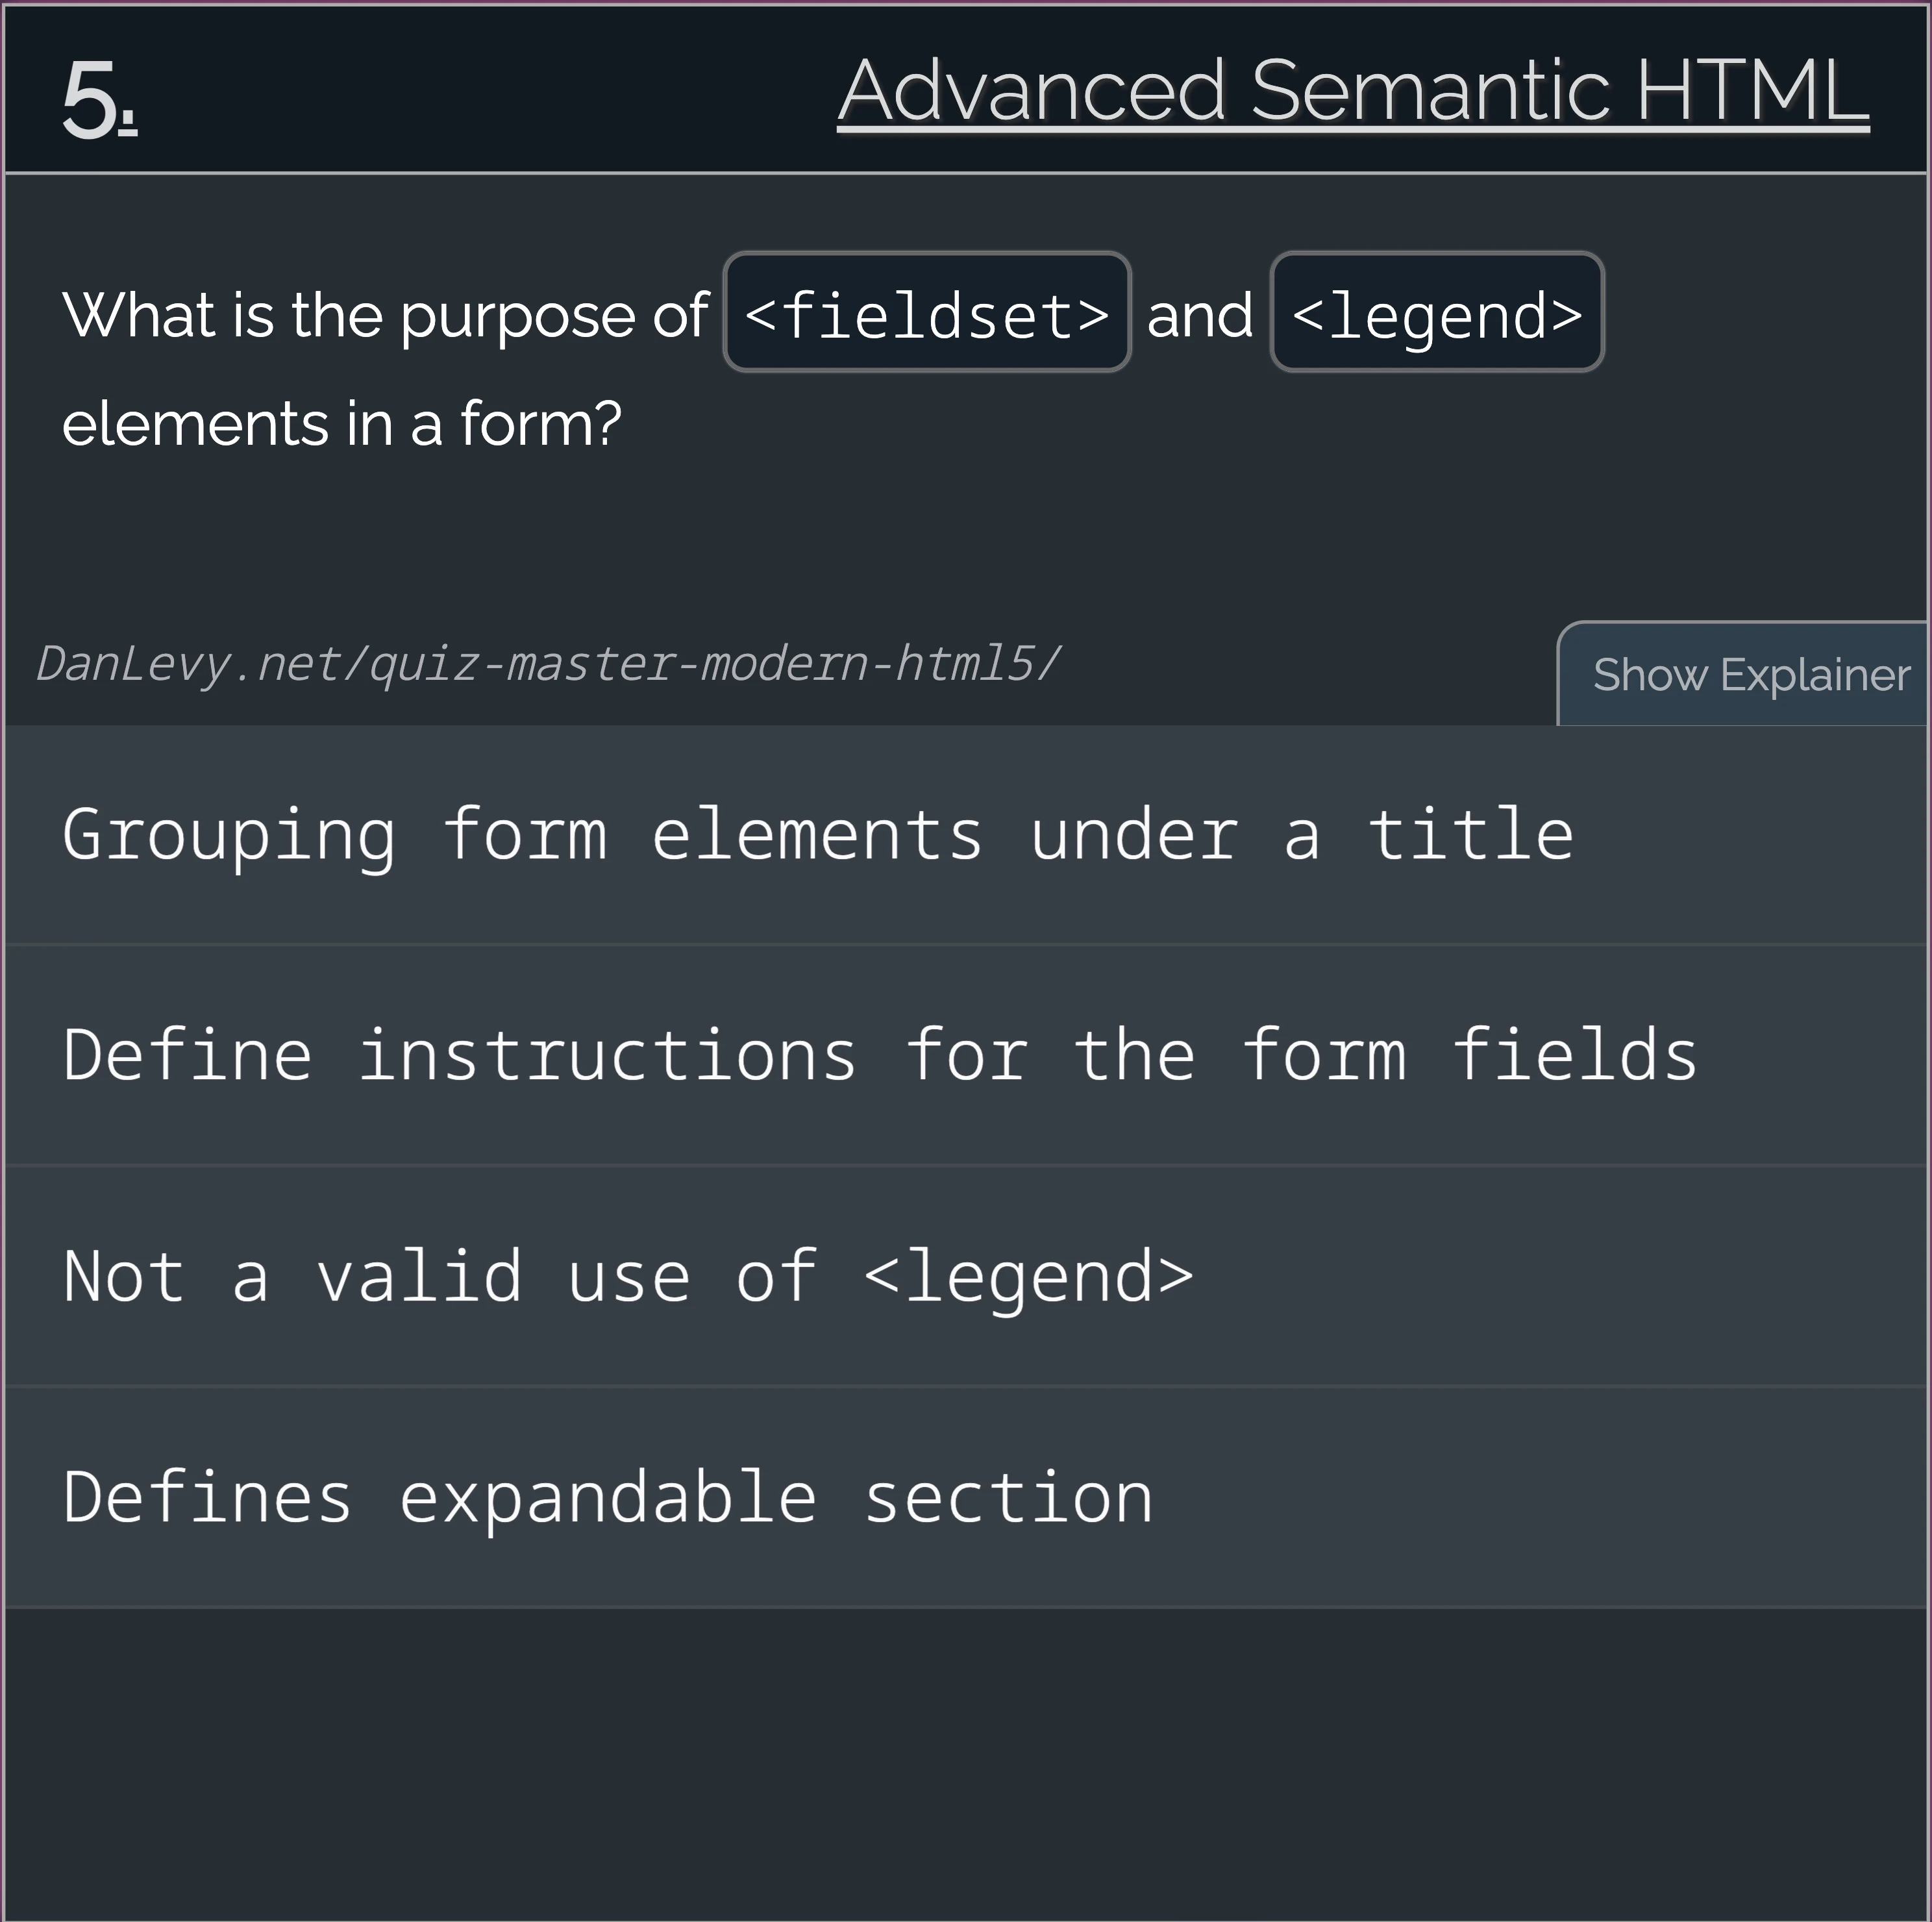 5.
Advanced Semantic HTML
What is the purpose of <fieldset> and <legend>
elements in a form?
DanLevy.net/quiz-master-modern-html5/
Show Explainer
Grouping form elements under a title
Define instructions for the form fields
Not a valid use of <legend>
Defines expandable section